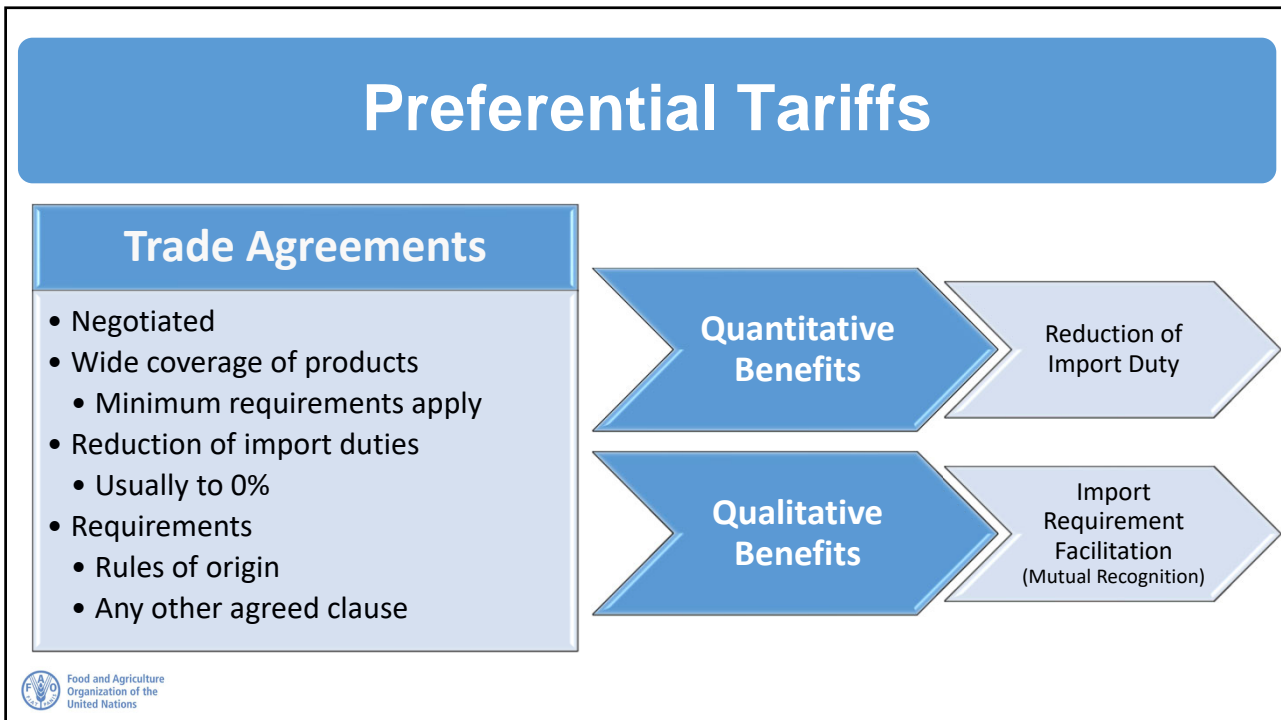 Preferential Tariffs
Trade Agreements
• Negotiated
• Wide coverage of products
• Minimum requirements apply
• Reduction of import duties
• Usually to 0%
• Requirements
• Rules of origin
• Any other agreed clause
Quantitative
Benefits
Reduction of
Import Duty
Qualitative
Benefits
Import
Requirement
Facilitation
(Mutual Recognition)
F A O
FIAT PANIS
Food and Agriculture
Organization of the
United Nations